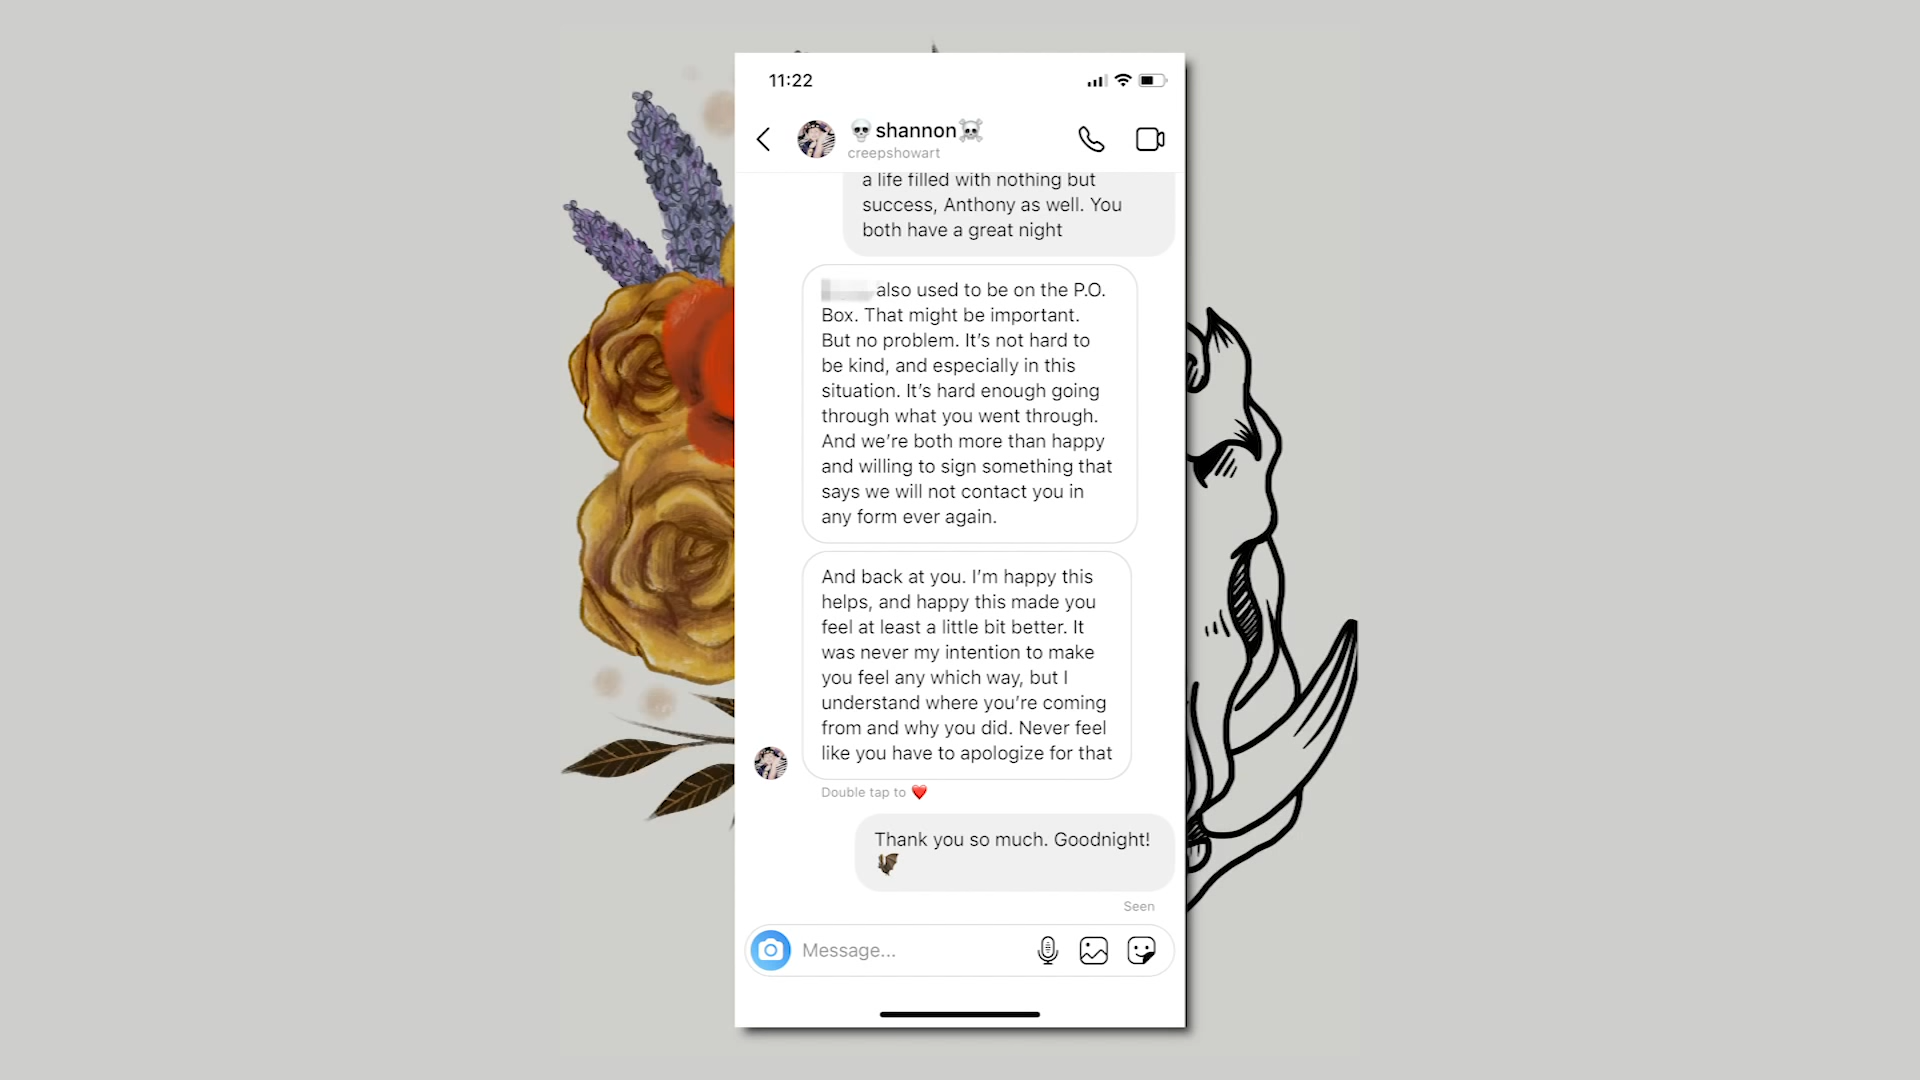 11:22
💀shannon☠️
creepshowart
a life filled with nothing but
success, Anthony as well. You
both have a great night
also used to be on the P.O.
Box. That might be important.
But no problem. It’s not hard to
be kind, and especially in this
situation. It’s hard enough going
through what you went through.
And we’re both more than happy
and willing to sign something that
says we will not contact you in
any form ever again.
And back at you. I’m happy this
helps, and happy this made you
feel at least a little bit better. It
was never my intention to make
you feel any which way, but I
understand where you’re coming
from and why you did. Never feel
like you have to apologize for that
Double tap to ❤️
Thank you so much. Goodnight!
🦇
Seen
Message...